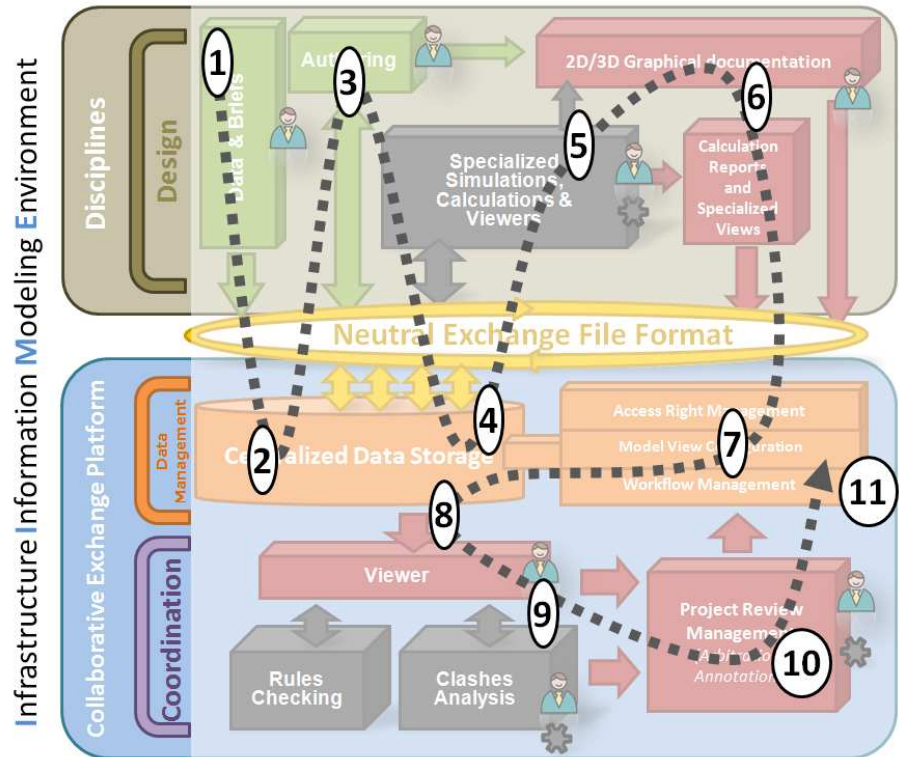 Infrastructure Information Modeling Environment
Disciplines
Design
1
Data & Briefs
Authoring
3
2D/3D Graphical documentation
6
5
Specialized
Simulations,
Calculations &
Viewers
Calculation
Reports
and
Specialized
Views
Neutral Exchange File Format
Collaborative Exchange Platform
Data
Management
Coordination
2
Centralized Data Storage
4
Access Right Management
Model View Configuration
7
Workflow Management
11
8
Viewer
9
Rules
Checking
Clashes
Analysis
Project Review
Management
(Arbitration
Annotation
10